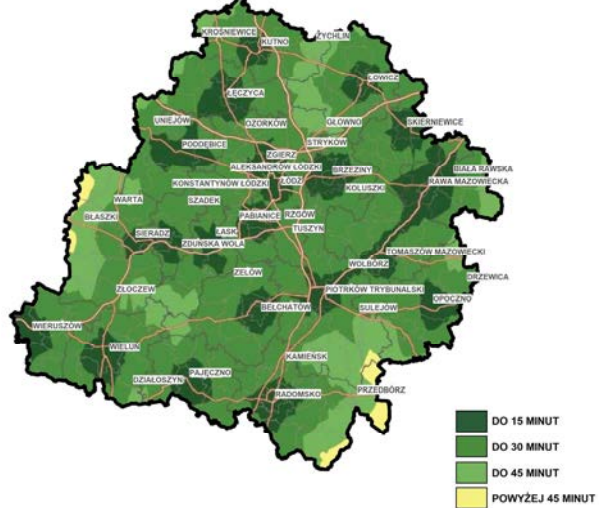 KROŚNIEWICE
KUTNO
ŻYCHLIN
ŁOWICZ
ŁĘCZYCA
UNIEJÓW
OZORKÓW
GŁOWNO
SKIERNIEWICE
PODDĘBICE
STRYKÓW
ZGIERZ
ALEKSANDRÓW ŁÓDZKI
BRZEZINY
BIAŁA RAWSKA
KONSTANTYNÓW ŁÓDZKI
ŁÓDŹ
KOLUSZKI
RAWA MAZOWIECKA
WARTA
SZADEK
BŁASZKI
PABIANICE
RZGÓW
SIERADZ
ŁASK
TUSZYN
ZDUŃSKA WOLA
TOMASZÓW MAZOWIECKI
WOLBÓRZ
ZELÓW
DRZEWICA
ZŁOCZEW
PIOTRKÓW TRYBUNALSKI
OPOCZNO
BEŁCHATÓW
SULEJÓW
WIERUSZÓW
WIELUŃ
KAMIEŃSK
PAJĘCZNO
DZIAŁOSZYN
PRZEDBÓRZ
RADOMSKO
DO 15 MINUT
DO 30 MINUT
DO 45 MINUT
POWYŻEJ 45 MINUT